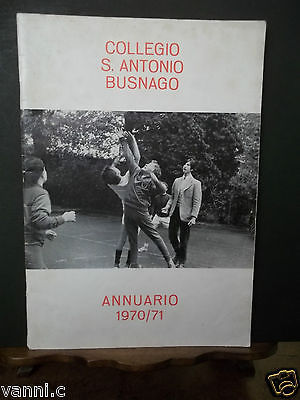 COLLEGIO
S. ANTONIO
BUSNAGO
ANNUARIO
1970/71
vanni.c